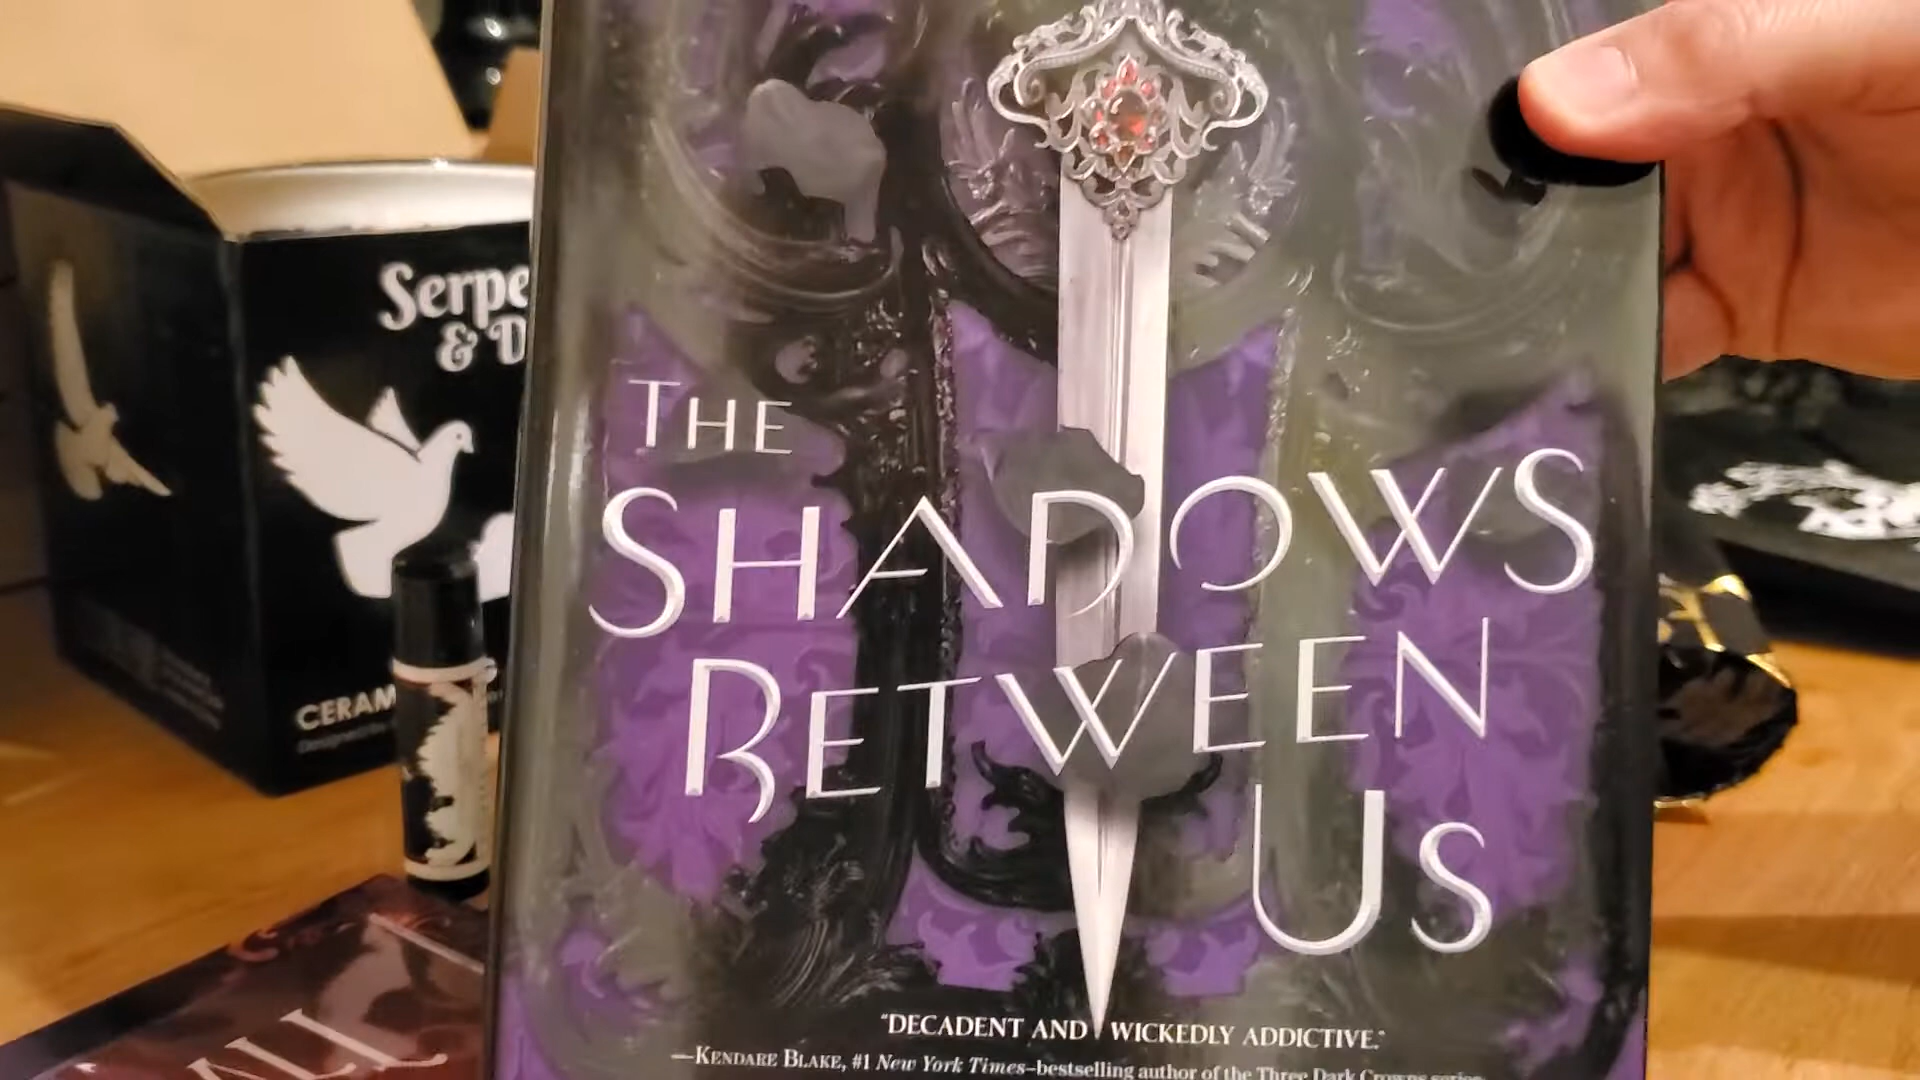 Serpe
& D
CERAM
THE
SHADOWS
BETWEEN
US
"DECADENT AND WICKEDLY ADDICTIVE."
—KENDARE BLAKE, #1 New York Times–bestselling author of the Three Dark Crowns series
ALL